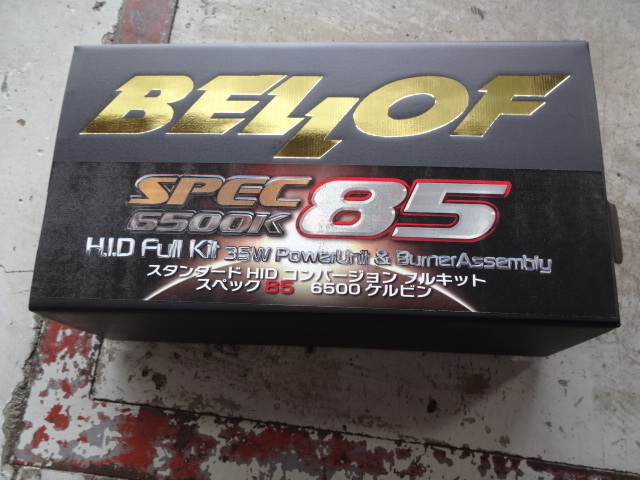 BELLOF
SPEC 85
6500K
H.I.D Full Kit 35W PowerUnit & BurnerAssembly
スタンダード HID コンバージョン フルキット
スペック 85 6500 ケルビン